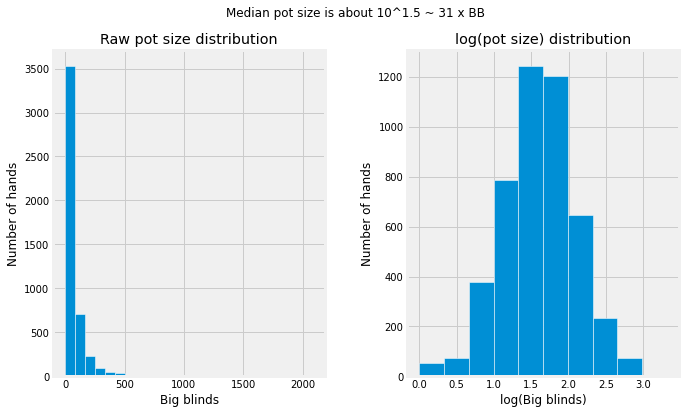 Median pot size is about 10^1.5 ~ 31 x BB
Raw pot size distribution
3500
3000
2500
2000
1500
1000
500
0
Number of hands
0 500 1000 1500 2000
Big blinds
log(pot size) distribution
1200
1000
800
600
400
200
0
Number of hands
0.0 0.5 1.0 1.5 2.0 2.5 3.0
log(Big blinds)